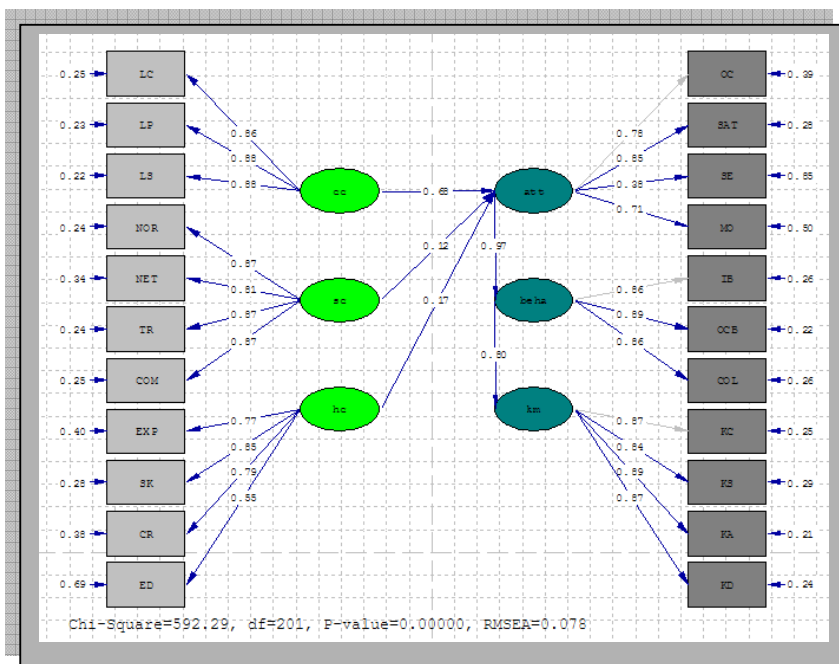 0.25 LC OC 0.39
0.86 0.78
0.23 LP SAT 0.28
0.88 0.85
0.22 LS SE 0.85
0.88 cc 0.68 att 0.38
0.71
0.24 NOR MO 0.50
0.87 0.12 0.97
0.34 NET IB 0.26
0.81 sc beha 0.86
0.24 TR OCB 0.22
0.87 0.17 0.89
0.87 0.80 0.86
0.25 COM COL 0.26
hc km
0.40 EXP KC 0.25
0.77 0.87
0.85 0.84
0.28 SK KS 0.29
0.79 0.89
0.55 0.87
0.38 CR KA 0.21
0.69 ED KD 0.24
Chi-Square=592.29, df=201, P-value=0.00000, RMSEA=0.078